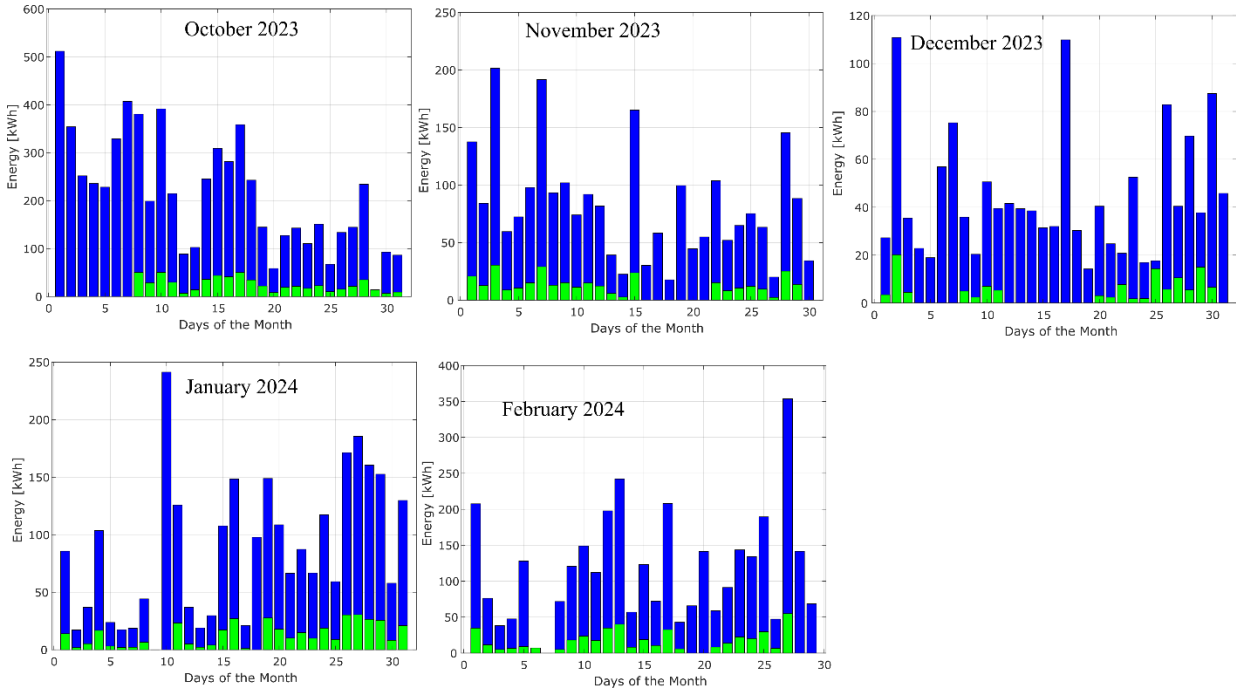 October 2023
Energy [kWh]
600
500
400
300
200
100
0
0 5 10 15 20 25 30
Days of the Month
November 2023
Energy [kWh]
250
200
150
100
50
0
0 5 10 15 20 25 30
Days of the Month
December 2023
Energy [kWh]
120
100
80
60
40
20
0
0 5 10 15 20 25 30
Days of the Month
January 2024
Energy [kWh]
250
200
150
100
50
0
0 5 10 15 20 25 30
Days of the Month
February 2024
Energy [kWh]
400
350
300
250
200
150
100
50
0
0 5 10 15 20 25 30
Days of the Month